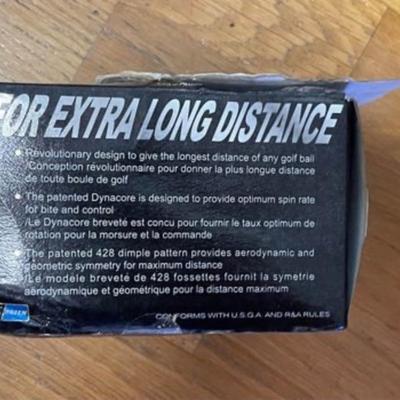 FOR EXTRA LONG DISTANCE
Revolutionary design to give the longest distance of any golf ball
Conception révolutionnaire pour donner la plus longue distance
de toute boule de golf
The patented Dynacore is designed to provide optimum spin rate
for bite and control
/Le Dynacore breveté est concu pour fournir le taux optimum de
rotation pour la morsure et la commande
The patented 428 dimple pattern provides aerodynamic and
geometric symmetry for maximum distance
/Le modèle breveté de 428 fossettes fournit la symetrie
aérodynamique et géométrique pour la distance maximum
CONFORMS WITH U.S.G.A. AND R&A RULES